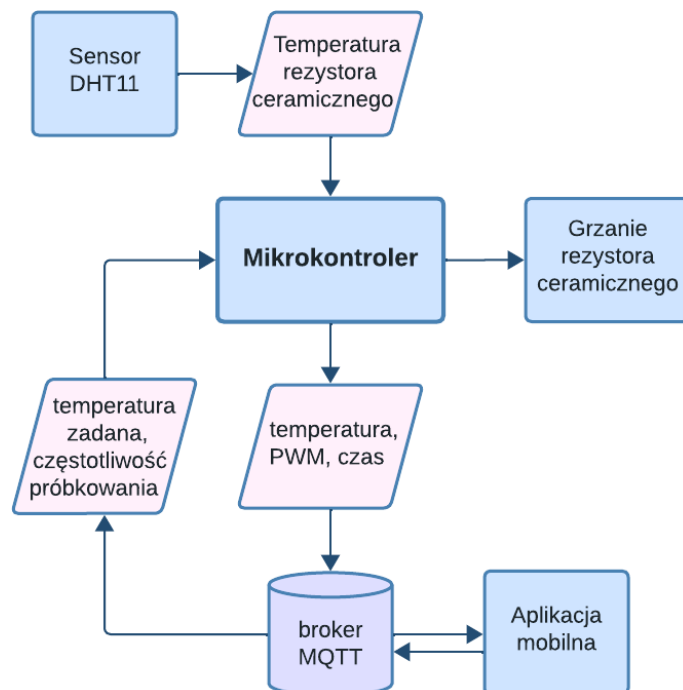 Sensor
DHT11
Temperatura
rezystora
ceramicznego
Mikrokontroler
Grzanie
rezystora
ceramicznego
temperatura
zadana,
częstotliwość
próbkowania
temperatura,
PWM, czas
broker
MQTT
Aplikacja
mobilna